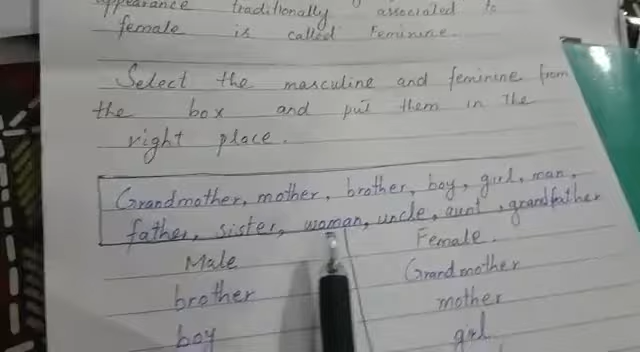 appearance traditionally associated to
female is called Feminine.
Select the masculine and feminine from
the box and put them in the
right place.
Grandmother, mother, brother, boy, girl, man,
father, sister, woman, uncle, aunt, grandfather
Male Female.
brother Grandmother
boy mother
girl